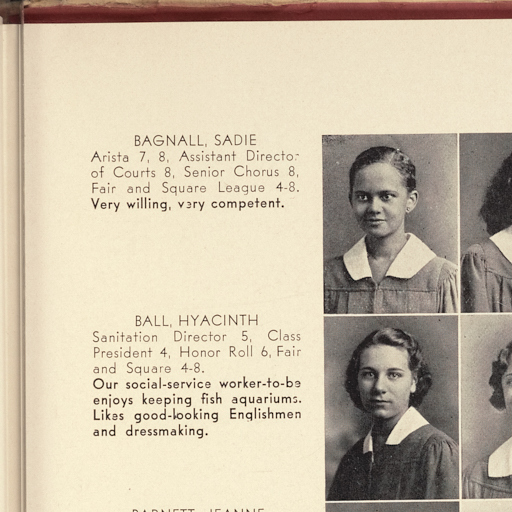 BAGNALL, SADIE
Arista 7, 8, Assistant Director
of Courts 8, Senior Chorus 8,
Fair and Square League 4-8.
Very willing, very competent.
BALL, HYACINTH
Sanitation Director 5, Class
President 4, Honor Roll 6, Fair
and Square 4-8.
Our social-service worker-to-be
enjoys keeping fish aquariums.
Likes good-looking Englishmen
and dressmaking.
BARNETT, JEANNE